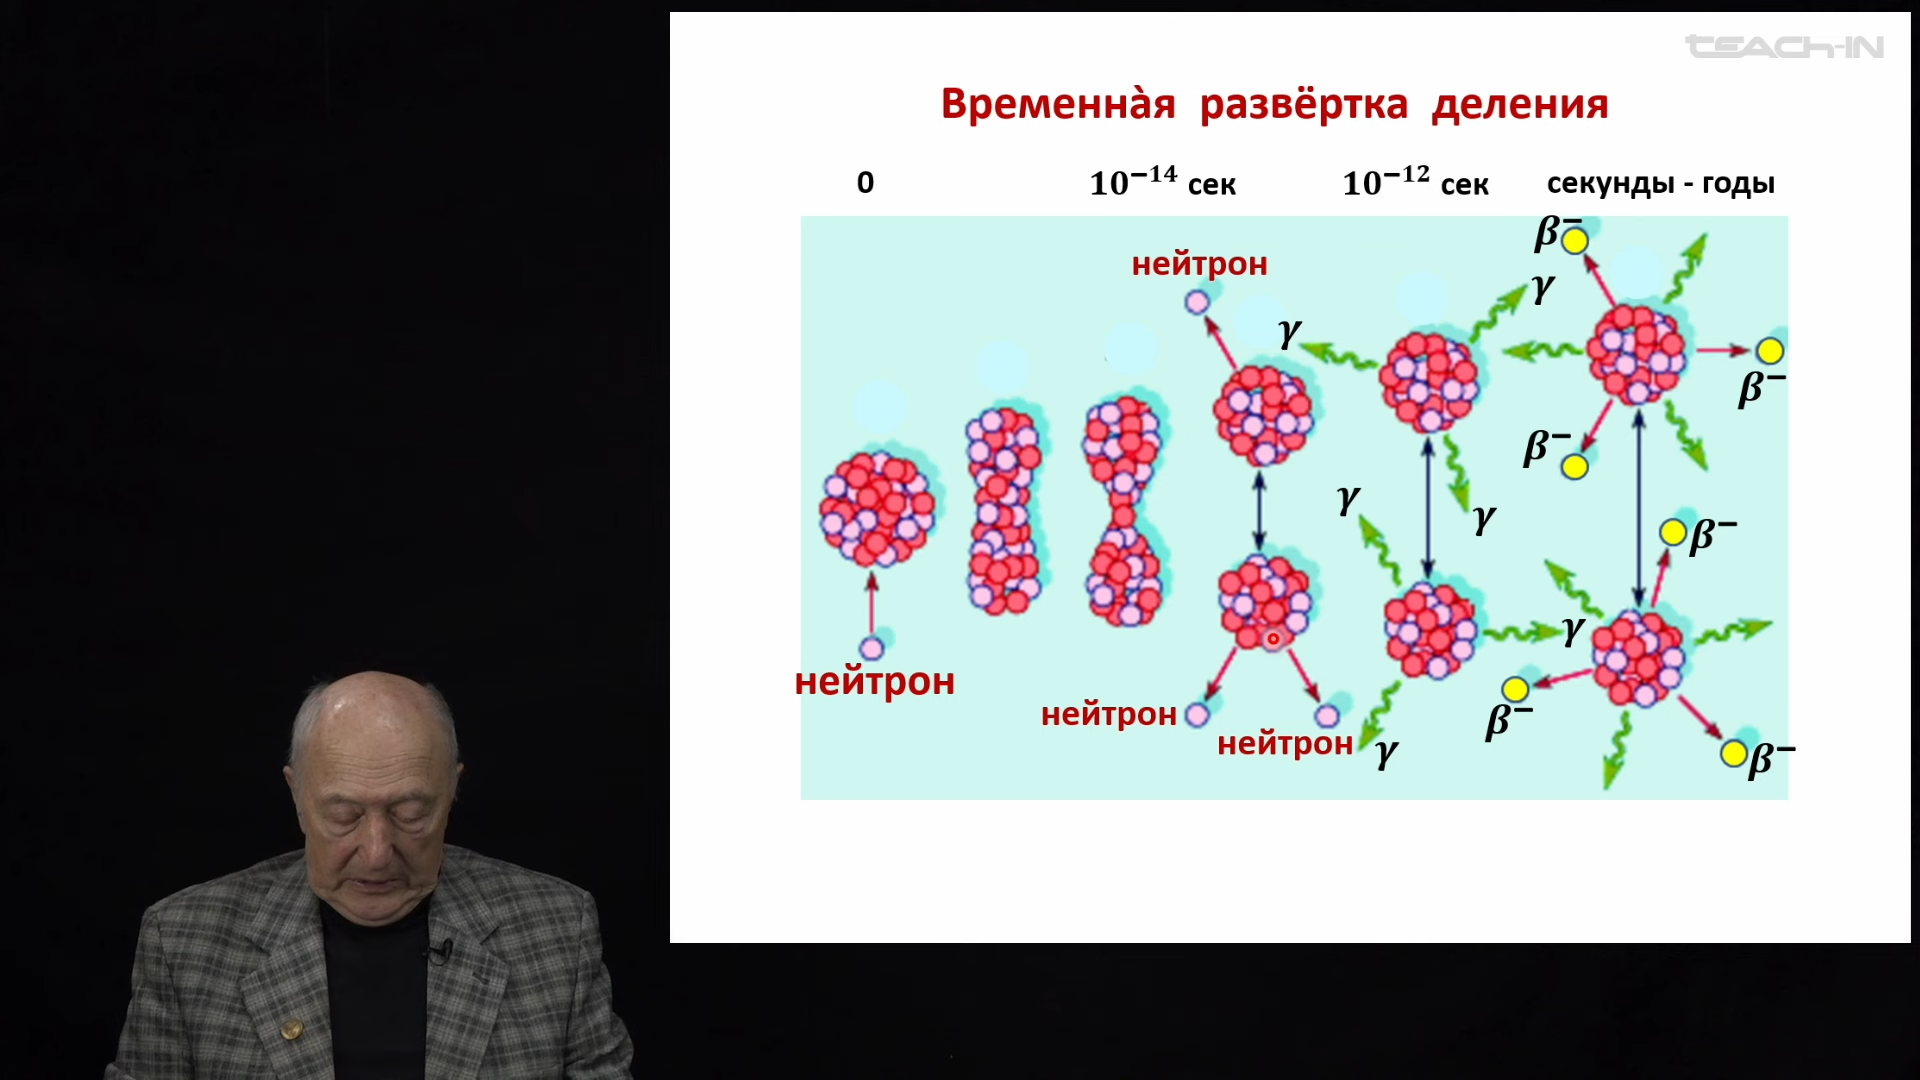 TEACH-IN
Временна̀я развёртка деления
0 10⁻¹⁴ сек 10⁻¹² сек секунды - годы
β⁻
нейтрон
γ
γ
β⁻
β⁻
γ
γ
β⁻
γ
нейтрон
нейтрон
β⁻
нейтрон
γ
β⁻